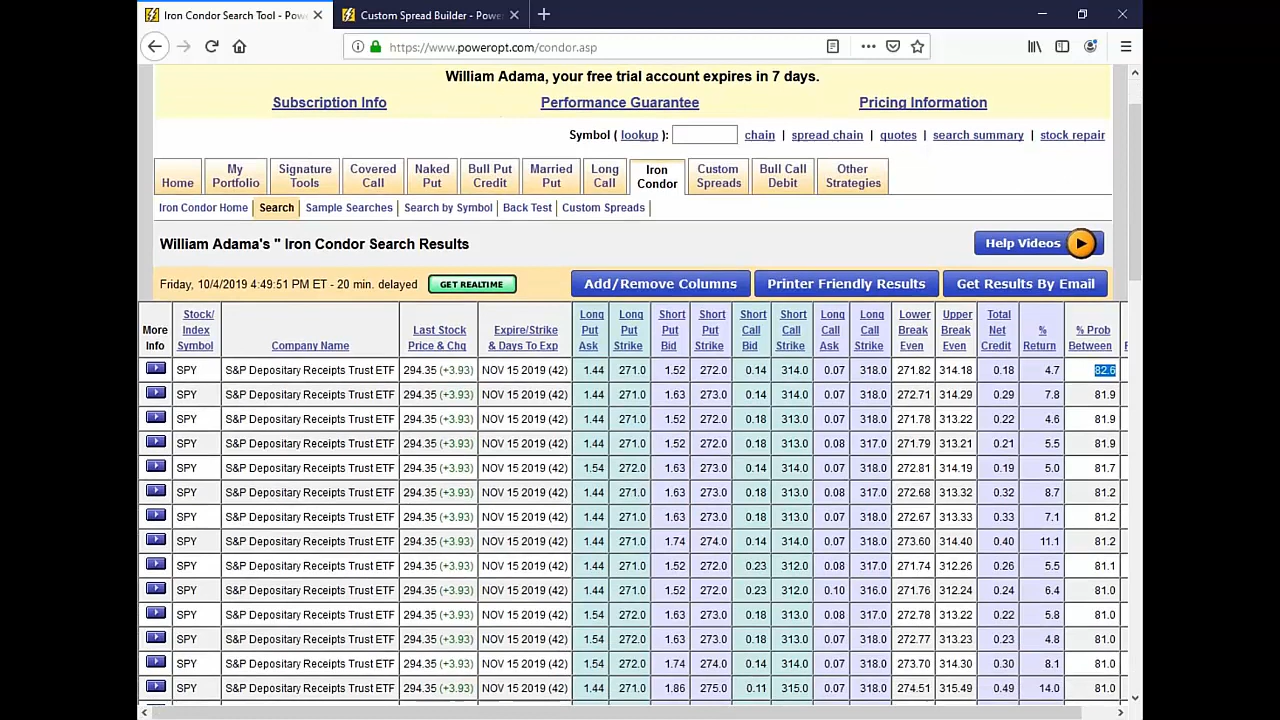 Iron Condor Search Tool - Powe
Custom Spread Builder - Power
https://www.poweropt.com/condor.asp
William Adama, your free trial account expires in 7 days.
Subscription Info Performance Guarantee Pricing Information
Symbol ( lookup ): chain | spread chain | quotes | search summary | stock repair
Home My Portfolio Signature Tools Covered Call Naked Put Bull Put Credit Married Put Long Call Iron Condor Custom Spreads Bull Call Debit Other Strategies
Iron Condor Home Search Sample Searches Search by Symbol Back Test Custom Spreads
William Adama's " Iron Condor Search Results
Help Videos
Friday, 10/4/2019 4:49:51 PM ET - 20 min. delayed GET REALTIME Add/Remove Columns Printer Friendly Results Get Results By Email
More Info Stock/ Index Symbol Company Name Last Stock Price & Chq Expire/Strike & Days To Exp Long Put Ask Long Put Strike Short Put Bid Short Put Strike Short Call Bid Short Call Strike Long Call Ask Long Call Strike Lower Break Even Upper Break Even Total Net Credit % Return % Prob Between
SPY S&P Depositary Receipts Trust ETF 294.35 (+3.93) NOV 15 2019 (42) 1.44 271.0 1.52 272.0 0.14 314.0 0.07 318.0 271.82 314.18 0.18 4.7 82.6
SPY S&P Depositary Receipts Trust ETF 294.35 (+3.93) NOV 15 2019 (42) 1.44 271.0 1.63 273.0 0.14 314.0 0.07 318.0 272.71 314.29 0.29 7.8 81.9
SPY S&P Depositary Receipts Trust ETF 294.35 (+3.93) NOV 15 2019 (42) 1.44 271.0 1.52 272.0 0.18 313.0 0.07 318.0 271.78 313.22 0.22 4.6 81.9
SPY S&P Depositary Receipts Trust ETF 294.35 (+3.93) NOV 15 2019 (42) 1.44 271.0 1.52 272.0 0.18 313.0 0.08 317.0 271.79 313.21 0.21 5.5 81.9
SPY S&P Depositary Receipts Trust ETF 294.35 (+3.93) NOV 15 2019 (42) 1.54 272.0 1.63 273.0 0.14 314.0 0.07 318.0 272.81 314.19 0.19 5.0 81.7
SPY S&P Depositary Receipts Trust ETF 294.35 (+3.93) NOV 15 2019 (42) 1.44 271.0 1.63 273.0 0.18 313.0 0.08 317.0 272.68 313.32 0.32 8.7 81.2
SPY S&P Depositary Receipts Trust ETF 294.35 (+3.93) NOV 15 2019 (42) 1.44 271.0 1.63 273.0 0.18 313.0 0.07 318.0 272.67 313.33 0.33 7.1 81.2
SPY S&P Depositary Receipts Trust ETF 294.35 (+3.93) NOV 15 2019 (42) 1.44 271.0 1.74 274.0 0.14 314.0 0.07 318.0 273.60 314.40 0.40 11.1 81.2
SPY S&P Depositary Receipts Trust ETF 294.35 (+3.93) NOV 15 2019 (42) 1.44 271.0 1.52 272.0 0.23 312.0 0.08 317.0 271.74 312.26 0.26 5.5 81.1
SPY S&P Depositary Receipts Trust ETF 294.35 (+3.93) NOV 15 2019 (42) 1.44 271.0 1.52 272.0 0.23 312.0 0.10 316.0 271.76 312.24 0.24 6.4 81.0
SPY S&P Depositary Receipts Trust ETF 294.35 (+3.93) NOV 15 2019 (42) 1.54 272.0 1.63 273.0 0.18 313.0 0.08 317.0 272.78 313.22 0.22 5.8 81.0
SPY S&P Depositary Receipts Trust ETF 294.35 (+3.93) NOV 15 2019 (42) 1.54 272.0 1.63 273.0 0.18 313.0 0.07 318.0 272.77 313.23 0.23 4.8 81.0
SPY S&P Depositary Receipts Trust ETF 294.35 (+3.93) NOV 15 2019 (42) 1.54 272.0 1.74 274.0 0.14 314.0 0.07 318.0 273.70 314.30 0.30 8.1 81.0
SPY S&P Depositary Receipts Trust ETF 294.35 (+3.93) NOV 15 2019 (42) 1.44 271.0 1.86 275.0 0.11 315.0 0.07 318.0 274.51 315.49 0.49 14.0 81.0